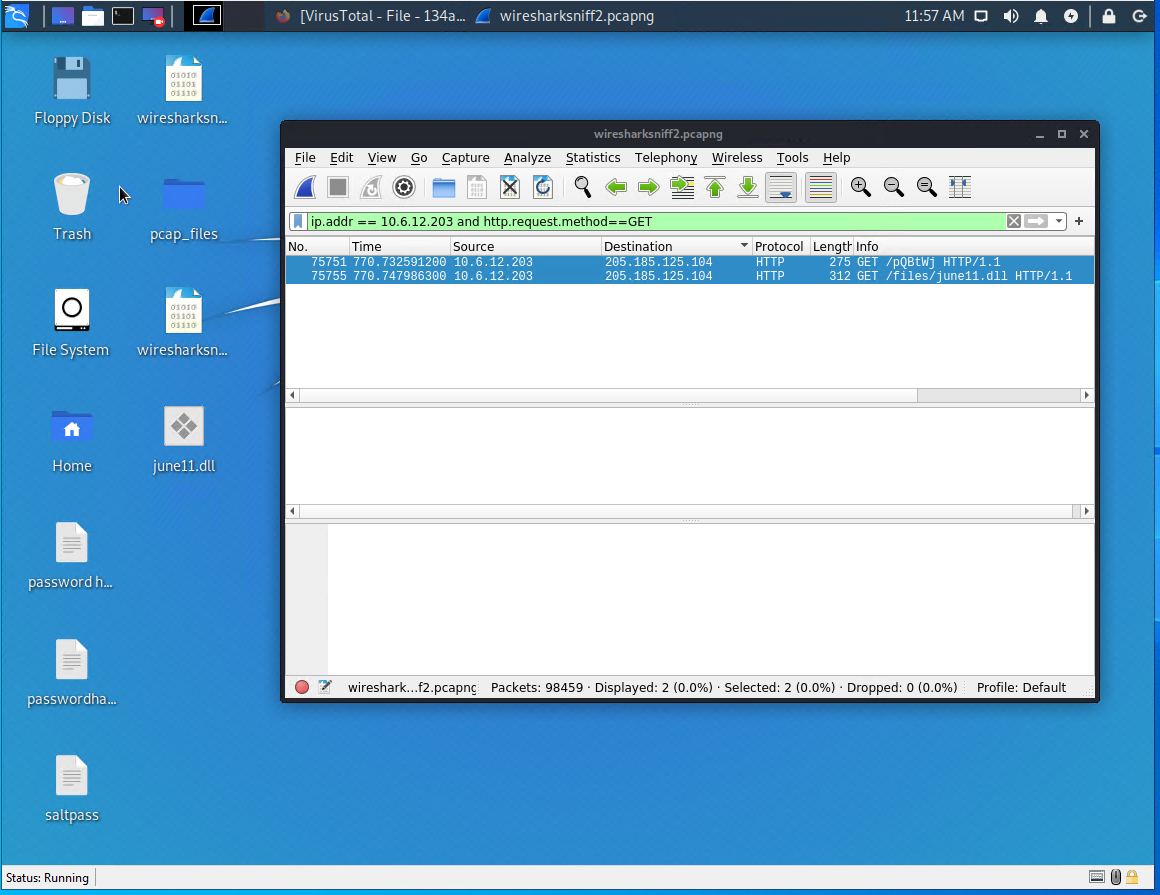 [VirusTotal - File - 134a...
wiresharksniff2.pcapng
11:57 AM
Floppy Disk
wiresharksn...
Trash
pcap_files
File System
wiresharksn...
Home
june11.dll
password h...
passwordha...
saltpass
wiresharksniff2.pcapng
File Edit View Go Capture Analyze Statistics Telephony Wireless Tools Help
ip.addr == 10.6.12.203 and http.request.method==GET
No. Time Source Destination Protocol Length Info
75751 770.732591200 10.6.12.203 205.185.125.104 HTTP 275 GET /pQBtWj HTTP/1.1
75755 770.747986300 10.6.12.203 205.185.125.104 HTTP 312 GET /files/june11.dll HTTP/1.1
wireshark...f2.pcapng Packets: 98459 · Displayed: 2 (0.0%) · Selected: 2 (0.0%) · Dropped: 0 (0.0%) Profile: Default
Status: Running